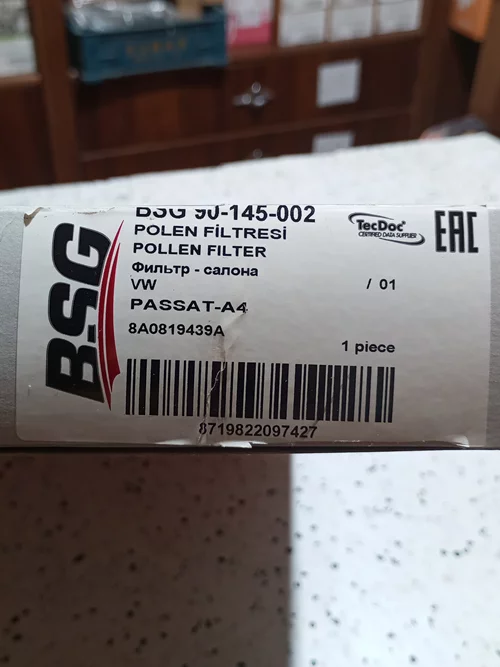 BSG
BSG 90-145-002
POLEN FİLTRESİ
POLLEN FILTER
Фильтр - салона
VW
/ 01
PASSAT-A4
8A0819439A
1 piece
8719822097427
TecDoc
CERTIFIED DATA SUPPLIER
EAC